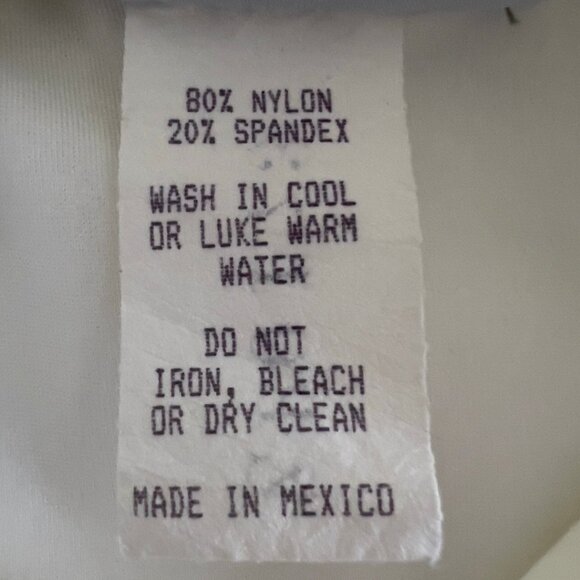 80% NYLON
20% SPANDEX
WASH IN COOL
OR LUKE WARM
WATER
DO NOT
IRON, BLEACH
OR DRY CLEAN
MADE IN MEXICO